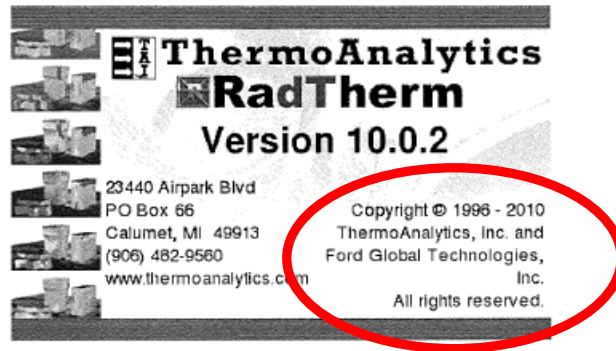 TAI
ThermoAnalytics
RadTherm
Version 10.0.2
23440 Airpark Blvd
PO Box 66
Calumet, MI 49913
(906) 482-9560
www.thermoanalytics.com
Copyright © 1996 - 2010
ThermoAnalytics, Inc. and
Ford Global Technologies,
Inc.
All rights reserved.